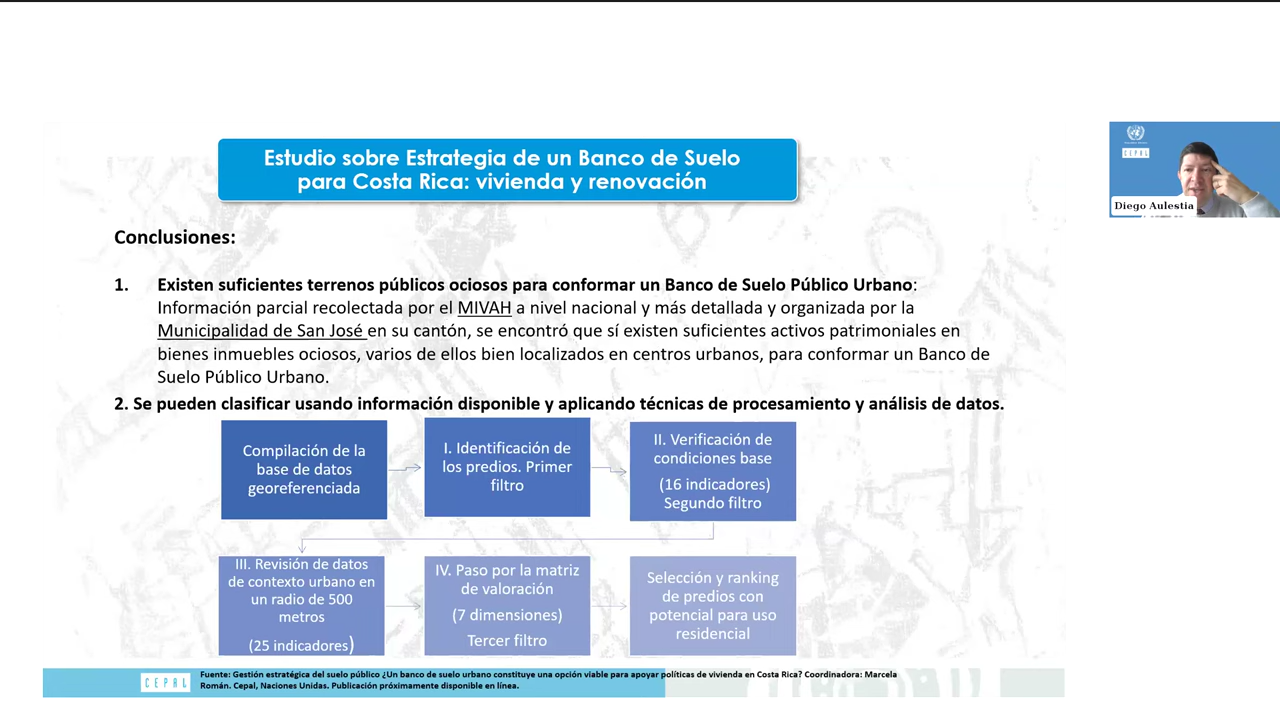 Estudio sobre Estrategia de un Banco de Suelo
para Costa Rica: vivienda y renovación
CEPAL
Diego Aulestia
Conclusiones:
1. Existen suficientes terrenos públicos ociosos para conformar un Banco de Suelo Público Urbano:
Información parcial recolectada por el MIVAH a nivel nacional y más detallada y organizada por la
Municipalidad de San José en su cantón, se encontró que sí existen suficientes activos patrimoniales en
bienes inmuebles ociosos, varios de ellos bien localizados en centros urbanos, para conformar un Banco de
Suelo Público Urbano.
2. Se pueden clasificar usando información disponible y aplicando técnicas de procesamiento y análisis de datos.
Compilación de la
base de datos
georeferenciada
I. Identificación de
los predios. Primer
filtro
II. Verificación de
condiciones base
(16 indicadores)
Segundo filtro
III. Revisión de datos
de contexto urbano en
un radio de 500
metros
(25 indicadores)
IV. Paso por la matriz
de valoración
(7 dimensiones)
Tercer filtro
Selección y ranking
de predios con
potencial para uso
residencial
CEPAL
Fuente: Gestión estratégica del suelo público ¿Un banco de suelo urbano constituye una opción viable para apoyar políticas de vivienda en Costa Rica? Coordinadora: Marcela
Román. Cepal, Naciones Unidas. Publicación próximamente disponible en línea.